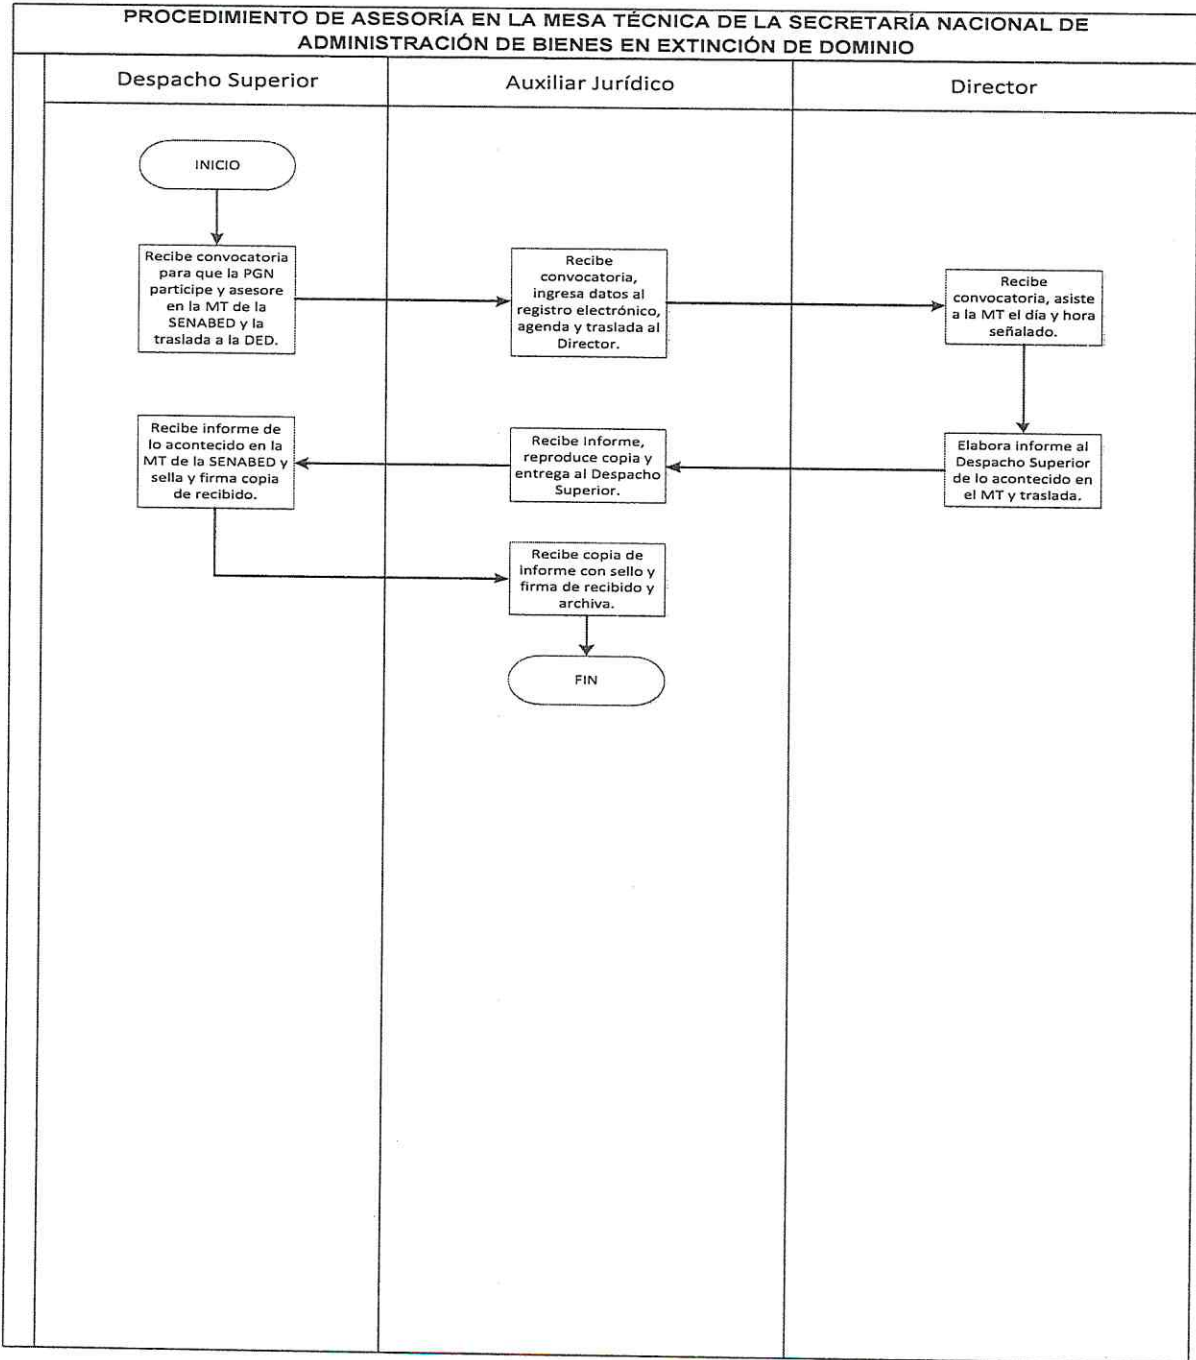 PROCEDIMIENTO DE ASESORÍA EN LA MESA TÉCNICA DE LA SECRETARÍA NACIONAL DE
ADMINISTRACIÓN DE BIENES EN EXTINCIÓN DE DOMINIO
Despacho Superior
Auxiliar Jurídico
Director
INICIO
Recibe convocatoria
para que la PGN
participe y asesore
en la MT de la
SENABED y la
traslada a la DED.
Recibe
convocatoria,
ingresa datos al
registro electrónico,
agenda y traslada al
Director.
Recibe
convocatoria, asiste
a la MT el día y hora
señalado.
Elabora informe al
Despacho Superior
de lo acontecido en
el MT y traslada.
Recibe Informe,
reproduce copia y
entrega al Despacho
Superior.
Recibe informe de
lo acontecido en la
MT de la SENABED y
sella y firma copia
de recibido.
Recibe copia de
informe con sello y
firma de recibido y
archiva.
FIN